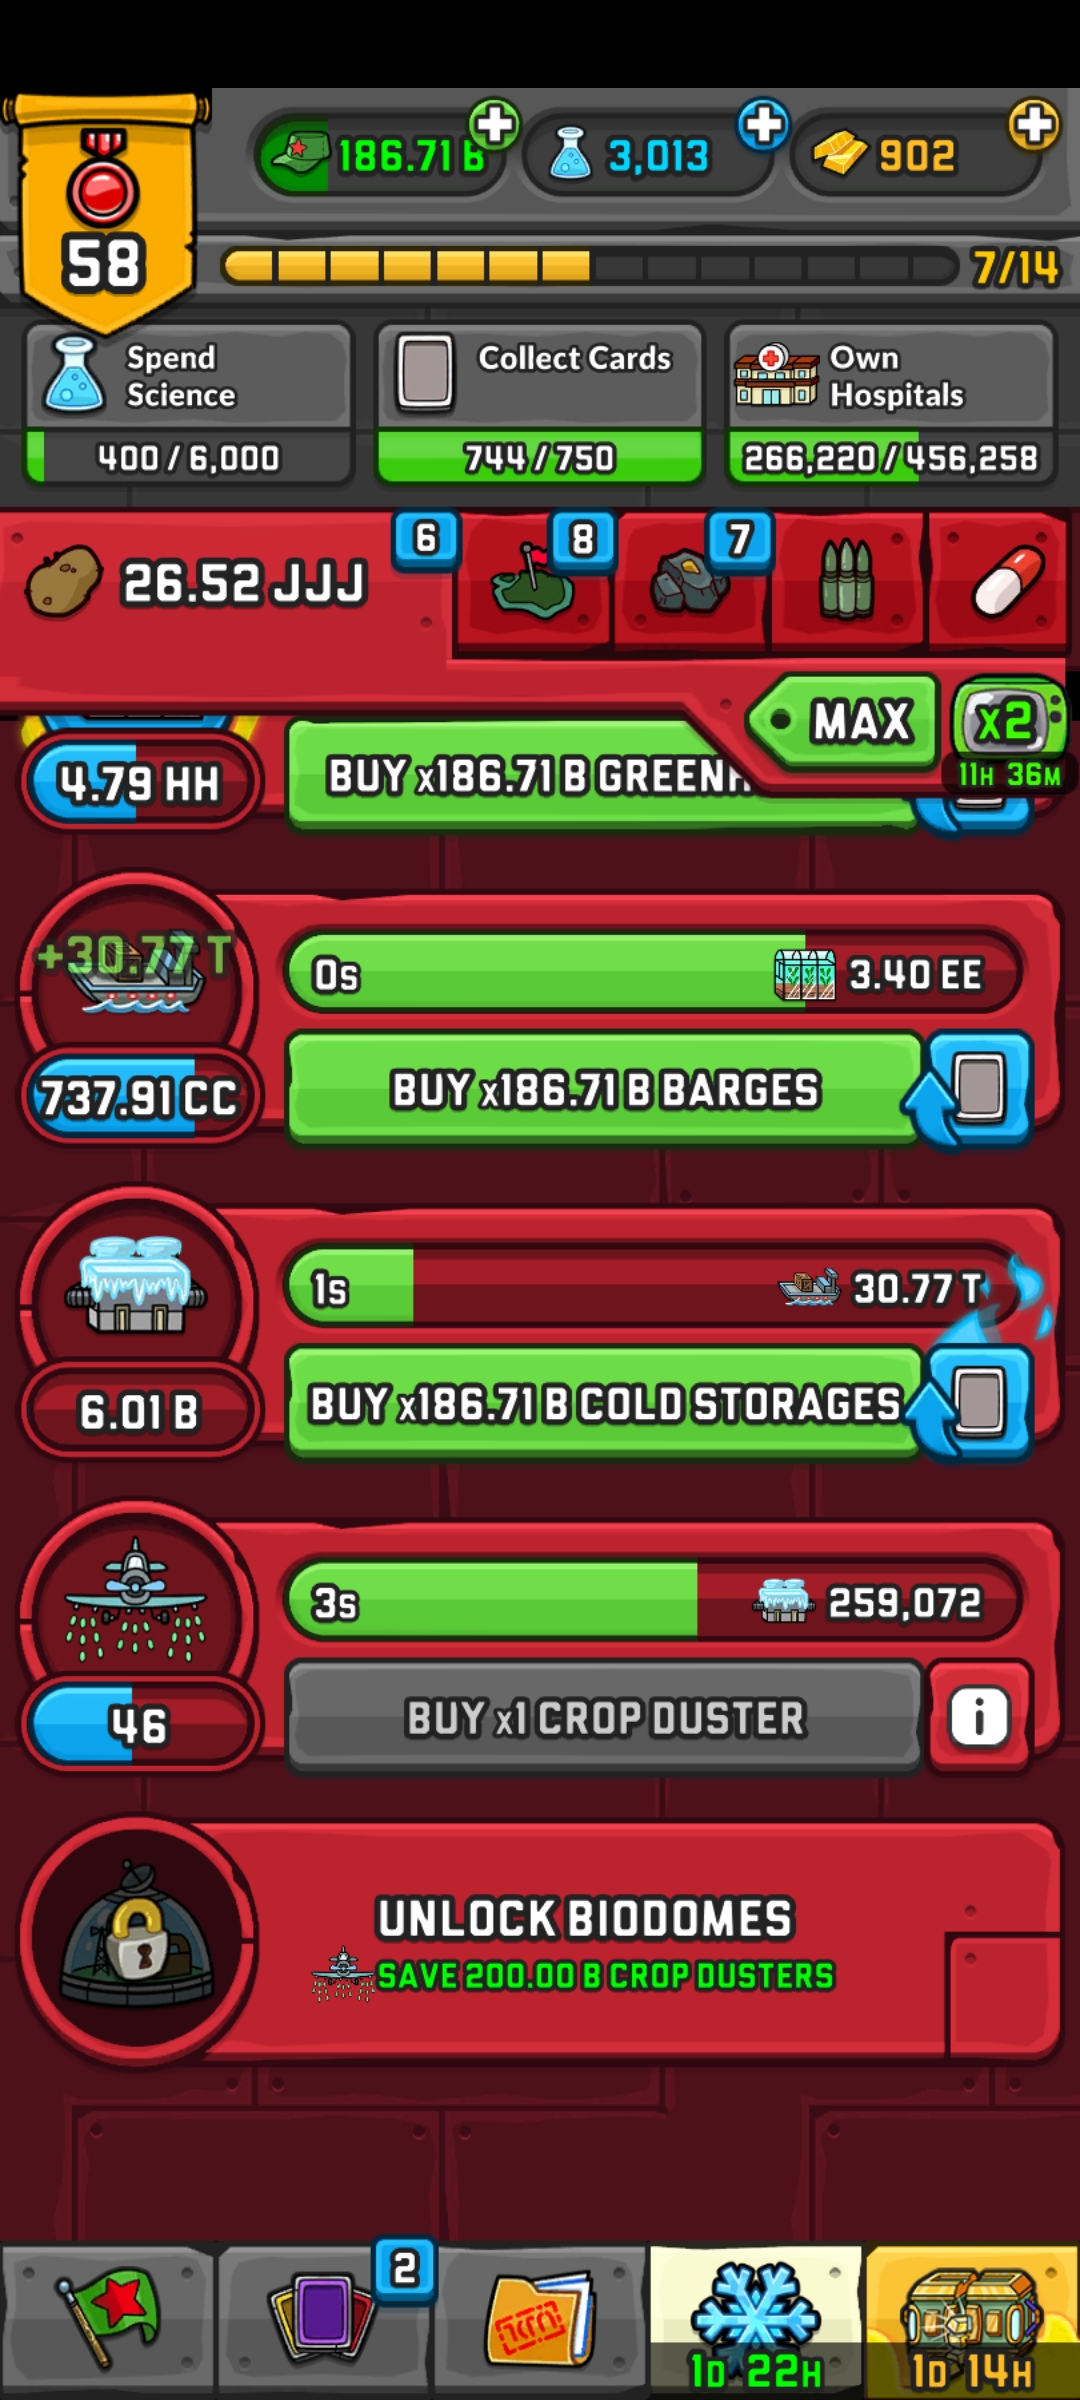 186.71 B
3,013
902
58
7/14
Spend
Science
400 / 6,000
Collect Cards
744 / 750
Own
Hospitals
266,220 / 456,258
26.52 JJJ
6
8
7
MAX
x2
11H 36M
4.79 HH
BUY x186.71 B GREENH
+30.77 T
0s
3.40 EE
737.91 CC
BUY x186.71 B BARGES
1s
30.77 T
6.01 B
BUY x186.71 B COLD STORAGES
3s
259,072
46
BUY x1 CROP DUSTER
i
UNLOCK BIODOMES
SAVE 200.00 B CROP DUSTERS
2
1D 22H
1D 14H